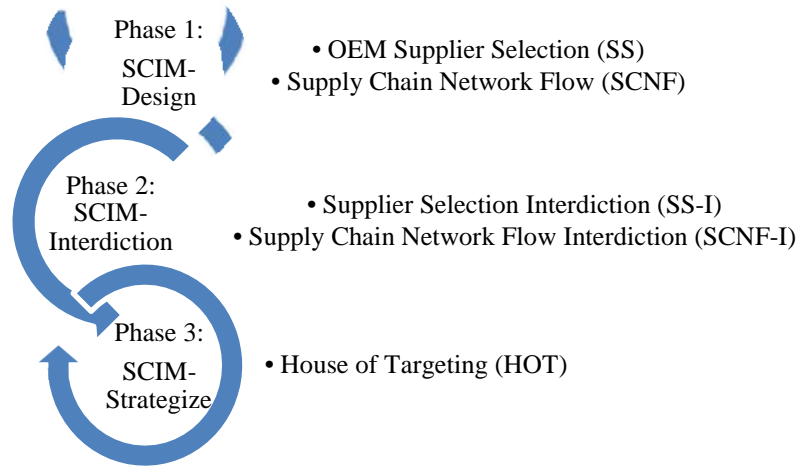 Phase 1:
SCIM-
Design
• OEM Supplier Selection (SS)
• Supply Chain Network Flow (SCNF)
Phase 2:
SCIM-
Interdiction
• Supplier Selection Interdiction (SS-I)
• Supply Chain Network Flow Interdiction (SCNF-I)
Phase 3:
SCIM-
Strategize
• House of Targeting (HOT)